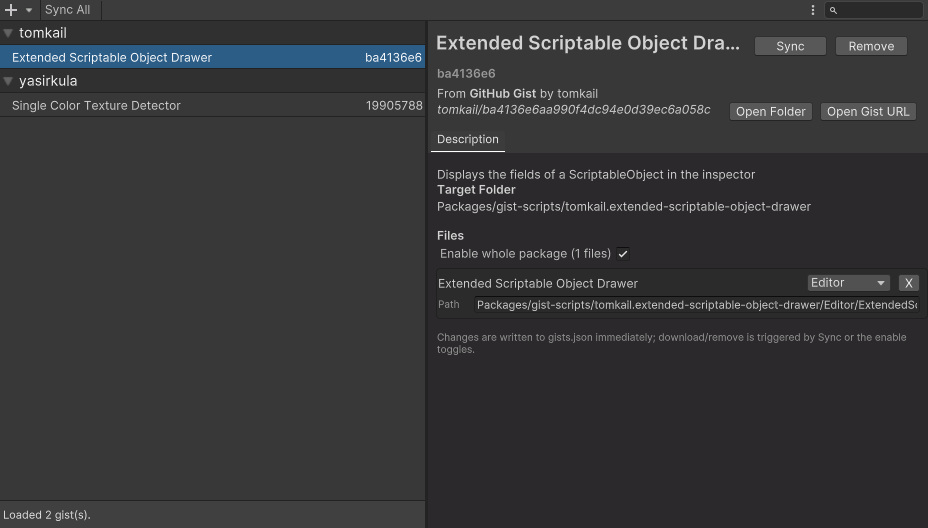 Sync All
tomkail
Extended Scriptable Object Drawer ba4136e6
yasirkula
Single Color Texture Detector 19905788
Loaded 2 gist(s).
Extended Scriptable Object Dra... Sync Remove
ba4136e6
From GitHub Gist by tomkail
tomkail/ba4136e6aa990f4dc94e0d39ec6a058c Open Folder Open Gist URL
Description
Displays the fields of a ScriptableObject in the inspector
Target Folder
Packages/gist-scripts/tomkail.extended-scriptable-object-drawer
Files
Enable whole package (1 files)
Extended Scriptable Object Drawer Editor X
Path Packages/gist-scripts/tomkail.extended-scriptable-object-drawer/Editor/ExtendedSc
Changes are written to gists.json immediately; download/remove is triggered by Sync or the enable
toggles.